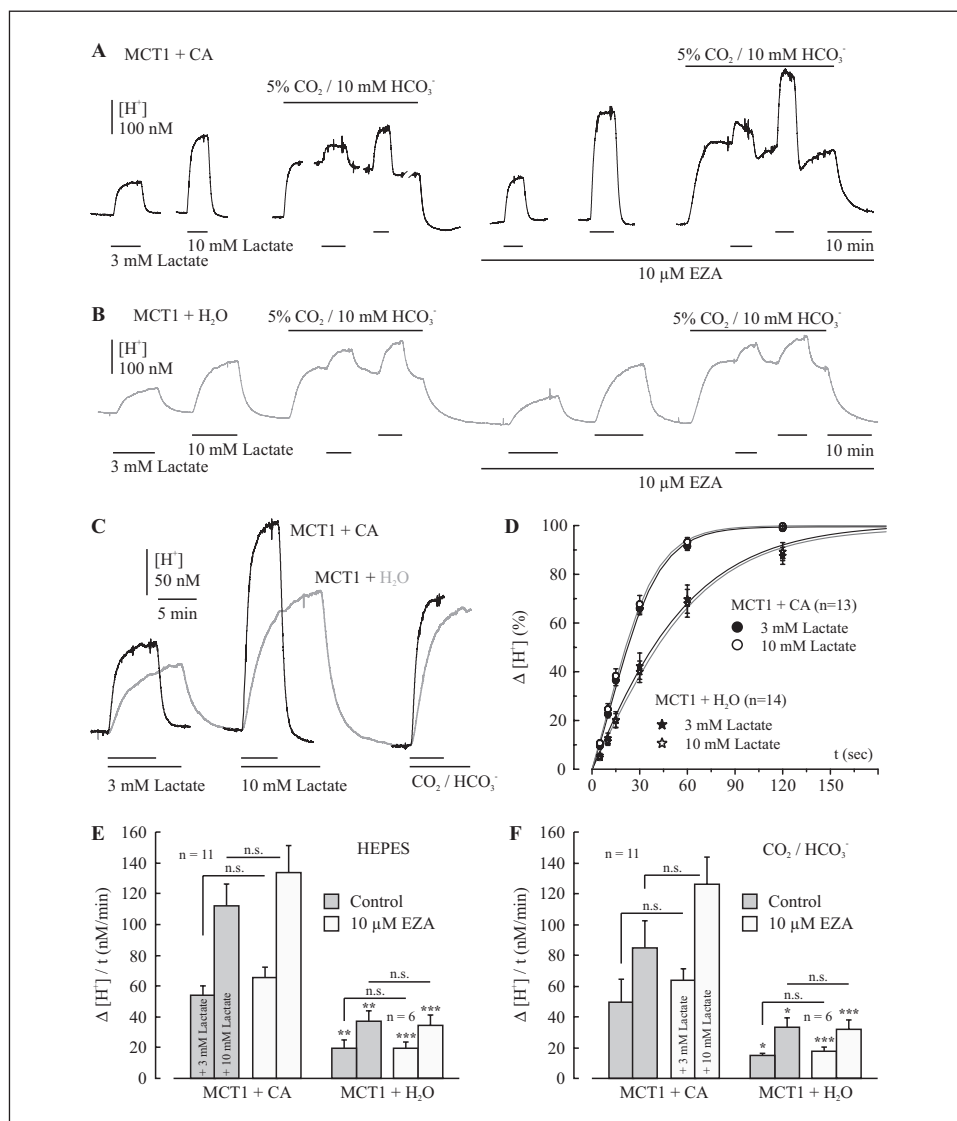 A
MCT1 + CA
5% CO₂ / 10 mM HCO₃⁻
5% CO₂ / 10 mM HCO₃⁻
[H⁺]
100 nM
10 mM Lactate
10 min
3 mM Lactate
10 µM EZA
B
MCT1 + H₂O
5% CO₂ / 10 mM HCO₃⁻
5% CO₂ / 10 mM HCO₃⁻
[H⁺]
100 nM
10 mM Lactate
10 min
3 mM Lactate
10 µM EZA
C
MCT1 + CA
[H⁺]
50 nM
MCT1 + H₂O
5 min
3 mM Lactate
10 mM Lactate
CO₂ / HCO₃⁻
D
100
80
60
40
20
0
Δ [H⁺] (%)
MCT1 + CA (n=13)
3 mM Lactate
10 mM Lactate
MCT1 + H₂O (n=14)
3 mM Lactate
10 mM Lactate
t (sec)
0 30 60 90 120 150
E
160
140
120
100
80
60
40
20
0
Δ [H⁺] / t (nM/min)
HEPES
n = 11
n.s.
n.s.
Control
10 µM EZA
n.s.
n.s.
n = 6
** ** *** ***
+ 3 mM Lactate
+ 10 mM Lactate
MCT1 + CA
MCT1 + H₂O
F
160
140
120
100
80
60
40
20
0
Δ [H⁺] / t (nM/min)
CO₂ / HCO₃⁻
n = 11
n.s.
n.s.
Control
10 µM EZA
n.s.
n.s.
n = 6
* * *** ***
+ 3 mM Lactate
+ 10 mM Lactate
MCT1 + CA
MCT1 + H₂O